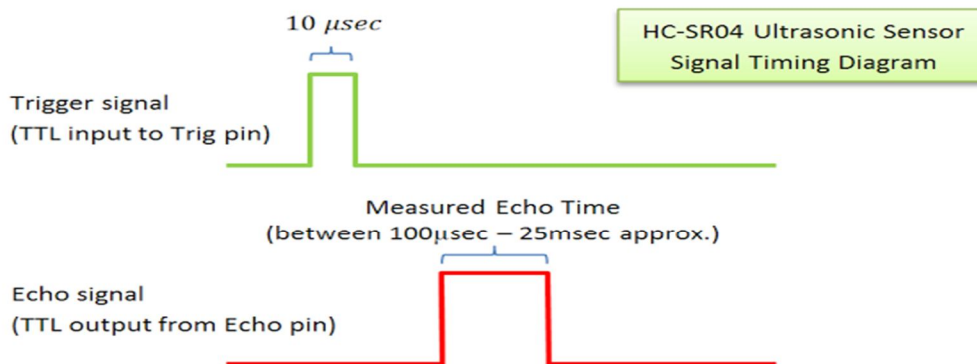 10 μsec
HC-SR04 Ultrasonic Sensor
Signal Timing Diagram
Trigger signal
(TTL input to Trig pin)
Measured Echo Time
(between 100μsec – 25msec approx.)
Echo signal
(TTL output from Echo pin)